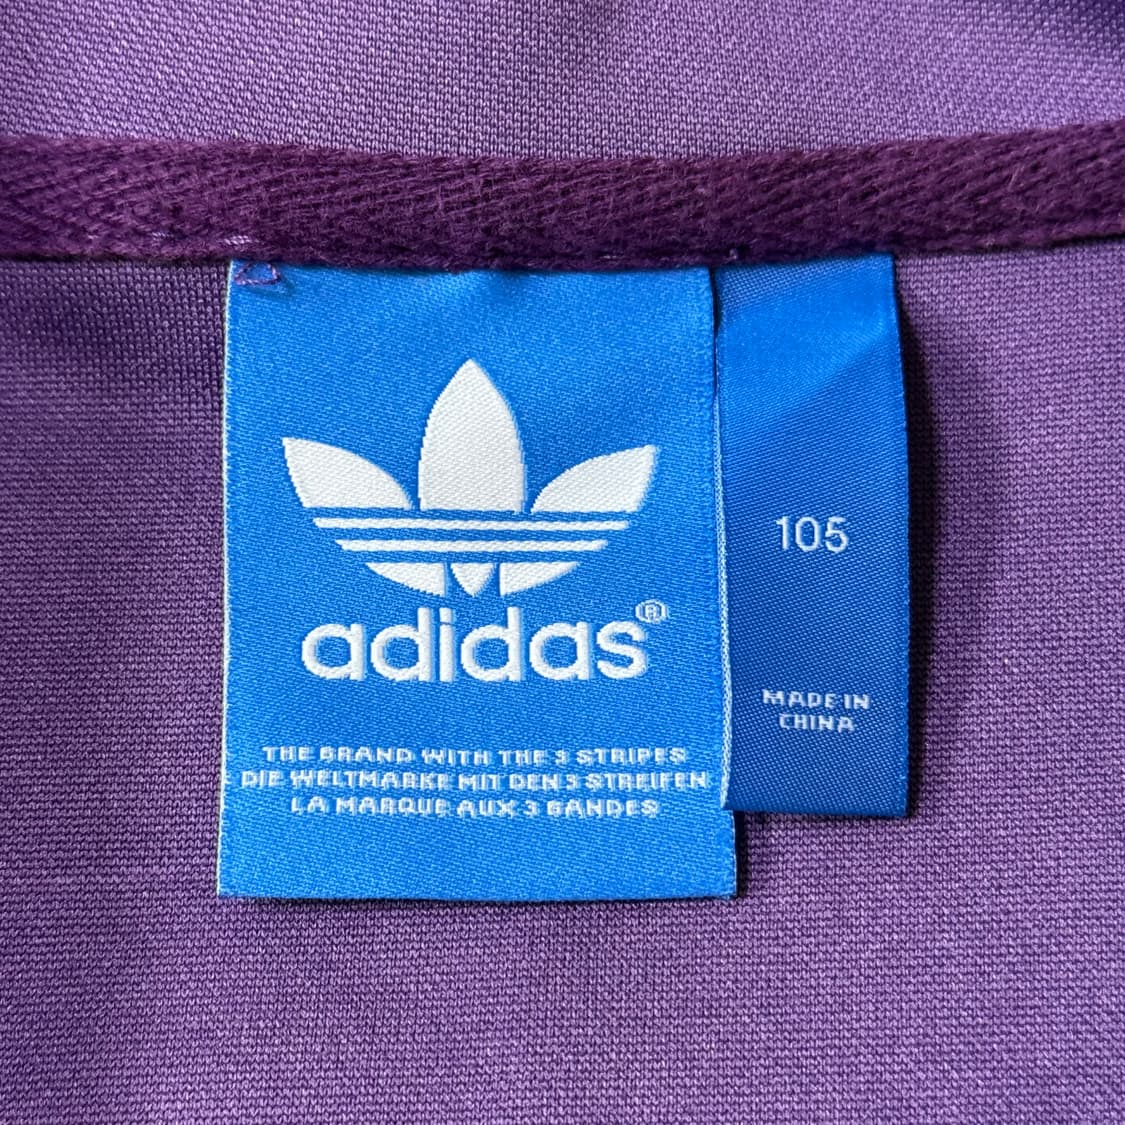 adidas®
THE BRAND WITH THE 3 STRIPES
DIE WELTMARKE MIT DEN 3 STREIFEN
LA MARQUE AUX 3 BANDES
105
MADE IN
CHINA